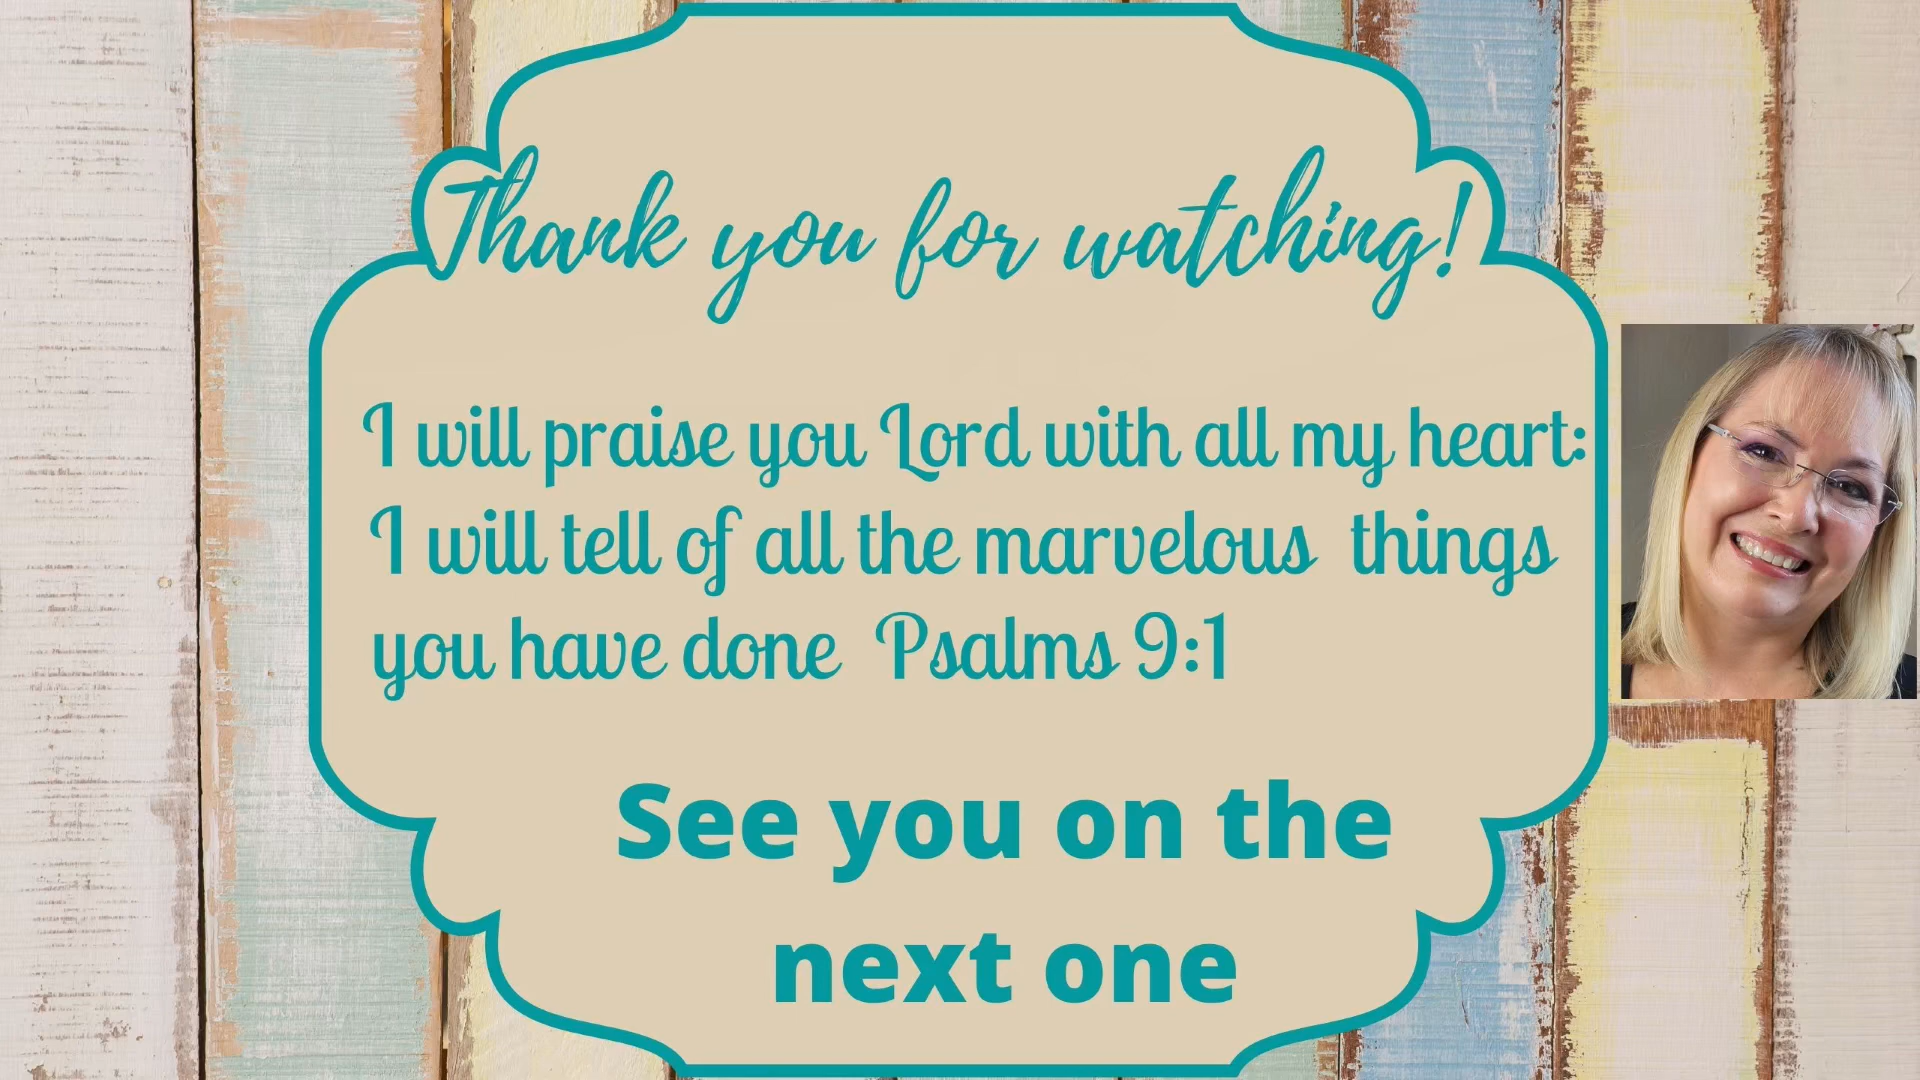 Thank you for watching!
I will praise you Lord with all my heart:
I will tell of all the marvelous things
you have done Psalms 9:1
See you on the
next one